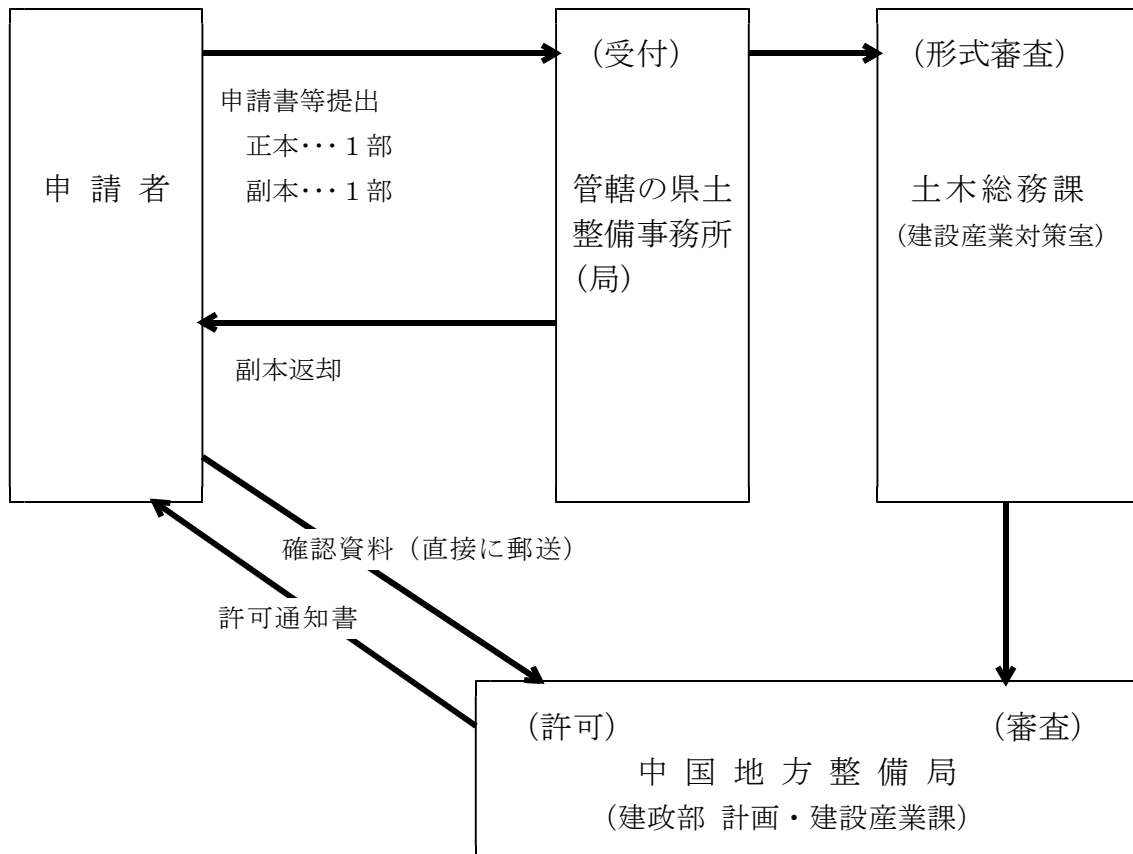 申請者
申請書等提出
正本･･･１部
副本･･･１部
副本返却
（受付）
管轄の県土
整備事務所
（局）
（形式審査）
土木総務課
（建設産業対策室）
確認資料（直接に郵送）
許可通知書
（許可）
（審査）
中国地方整備局
（建政部 計画・建設産業課）